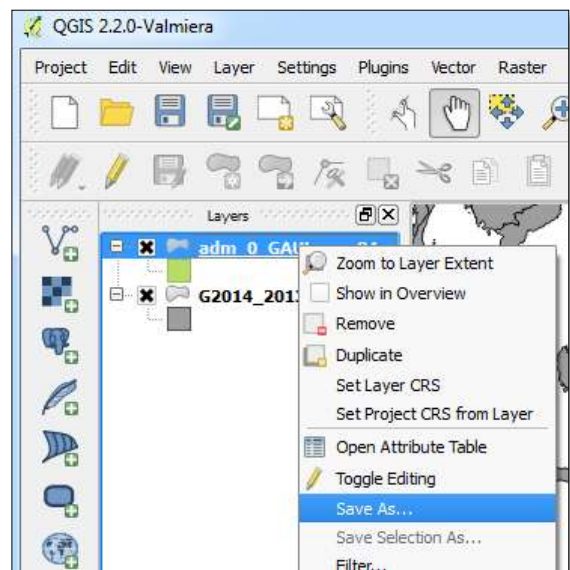 QGIS 2.2.0-Valmiera
Project Edit View Layer Settings Plugins Vector Raster
Layers
adm_0_GAUL
Zoom to Layer Extent
G2014_201
Show in Overview
Remove
Duplicate
Set Layer CRS
Set Project CRS from Layer
Open Attribute Table
Toggle Editing
Save As...
Save Selection As...
Filter...